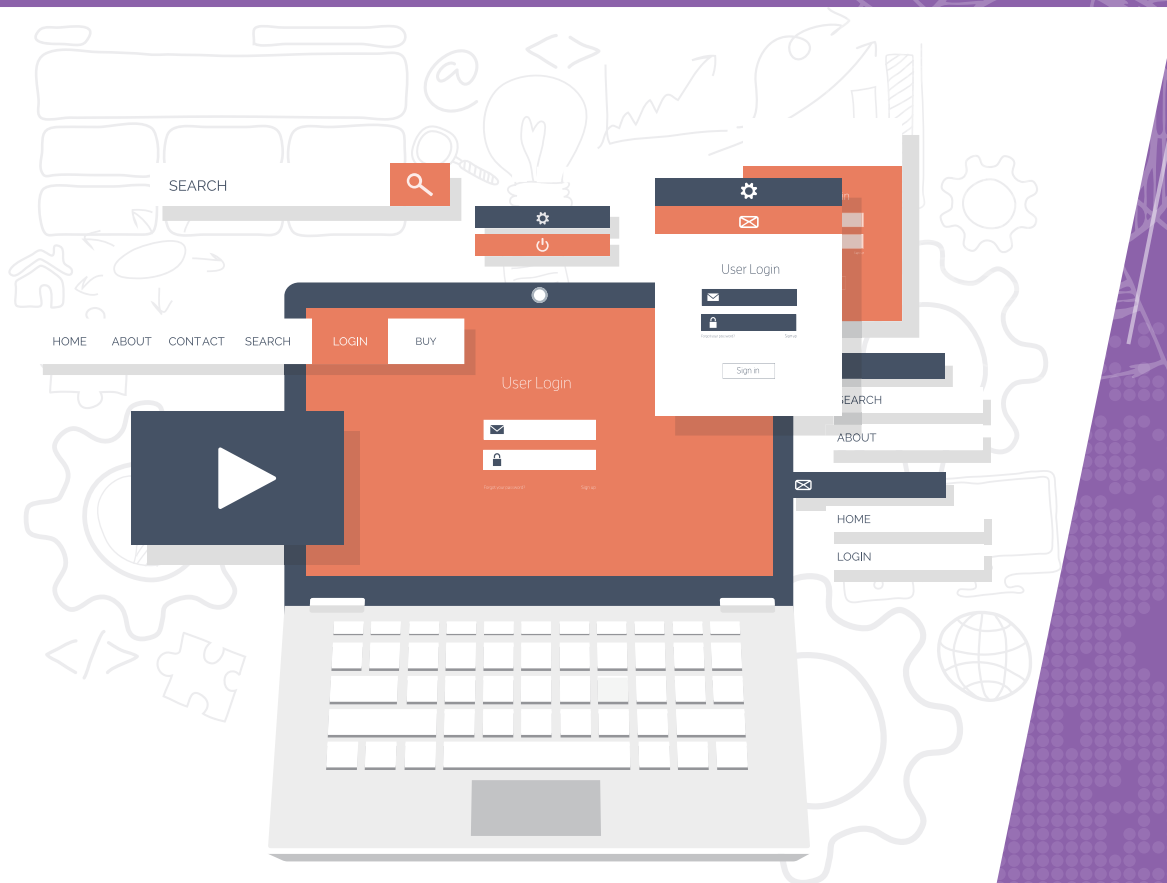 SEARCH
User Login
Sign in
HOME ABOUT CONTACT SEARCH LOGIN BUY
User Login
SEARCH
ABOUT
HOME
LOGIN